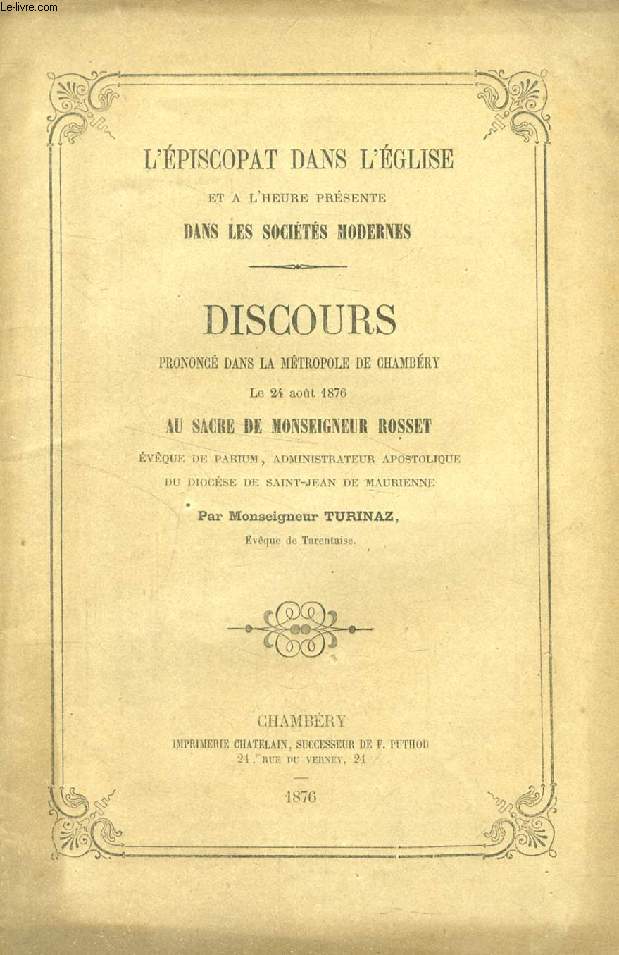 Le-livre.com
L'ÉPISCOPAT DANS L'ÉGLISE
ET A L'HEURE PRÉSENTE
DANS LES SOCIÉTÉS MODERNES
DISCOURS
PRONONCÉ DANS LA MÉTROPOLE DE CHAMBÉRY
Le 24 août 1876
AU SACRE DE MONSEIGNEUR ROSSET
ÉVÊQUE DE PARIUM, ADMINISTRATEUR APOSTOLIQUE
DU DIOCÈSE DE SAINT-JEAN DE MAURIENNE
Par Monseigneur TURINAZ,
Évêque de Tarentaise.
CHAMBÉRY
IMPRIMERIE CHATELAIN, SUCCESSEUR DE F. PUTHOD
24, RUE DU VERNEY, 24
1876